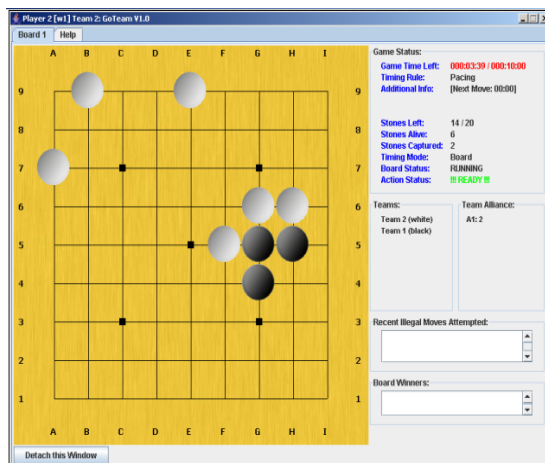 Player 2 [w1] Team 2: GoTeam V1.0
Board 1 Help
A B C D E F G H I
9 9
8 8
7 7
6 6
5 5
4 4
3 3
2 2
1 1
A B C D E F G H I
Detach this Window
Game Status:
Game Time Left: 000:03:39 / 000:10:00
Timing Rule: Pacing
Additional Info: [Next Move: 00:00]
Stones Left: 14 / 20
Stones Alive: 6
Stones Captured: 2
Timing Mode: Board
Board Status: RUNNING
Action Status: !!! READY !!!
Teams:
Team 2 (white)
Team 1 (black)
Team Alliance:
A1: 2
Recent Illegal Moves Attempted:
Board Winners: